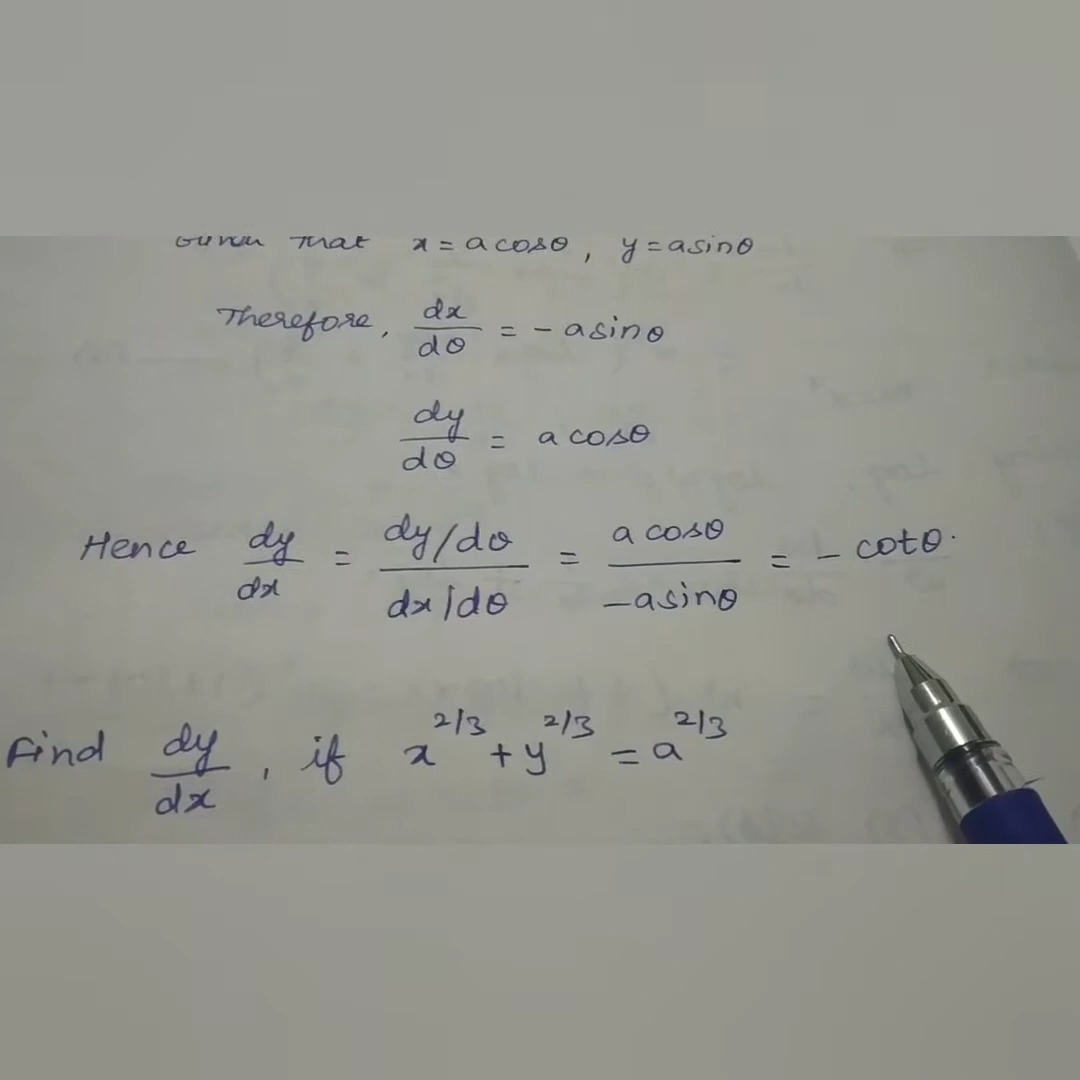 that x = a cosθ , y = a sinθ
Therefore, dx/dθ = - a sinθ
dy/dθ = a cosθ
Hence dy/dx = (dy/dθ)/(dx/dθ) = (a cosθ)/(-a sinθ) = - cotθ.
Find dy/dx , if x^2/3 + y^2/3 = a^2/3